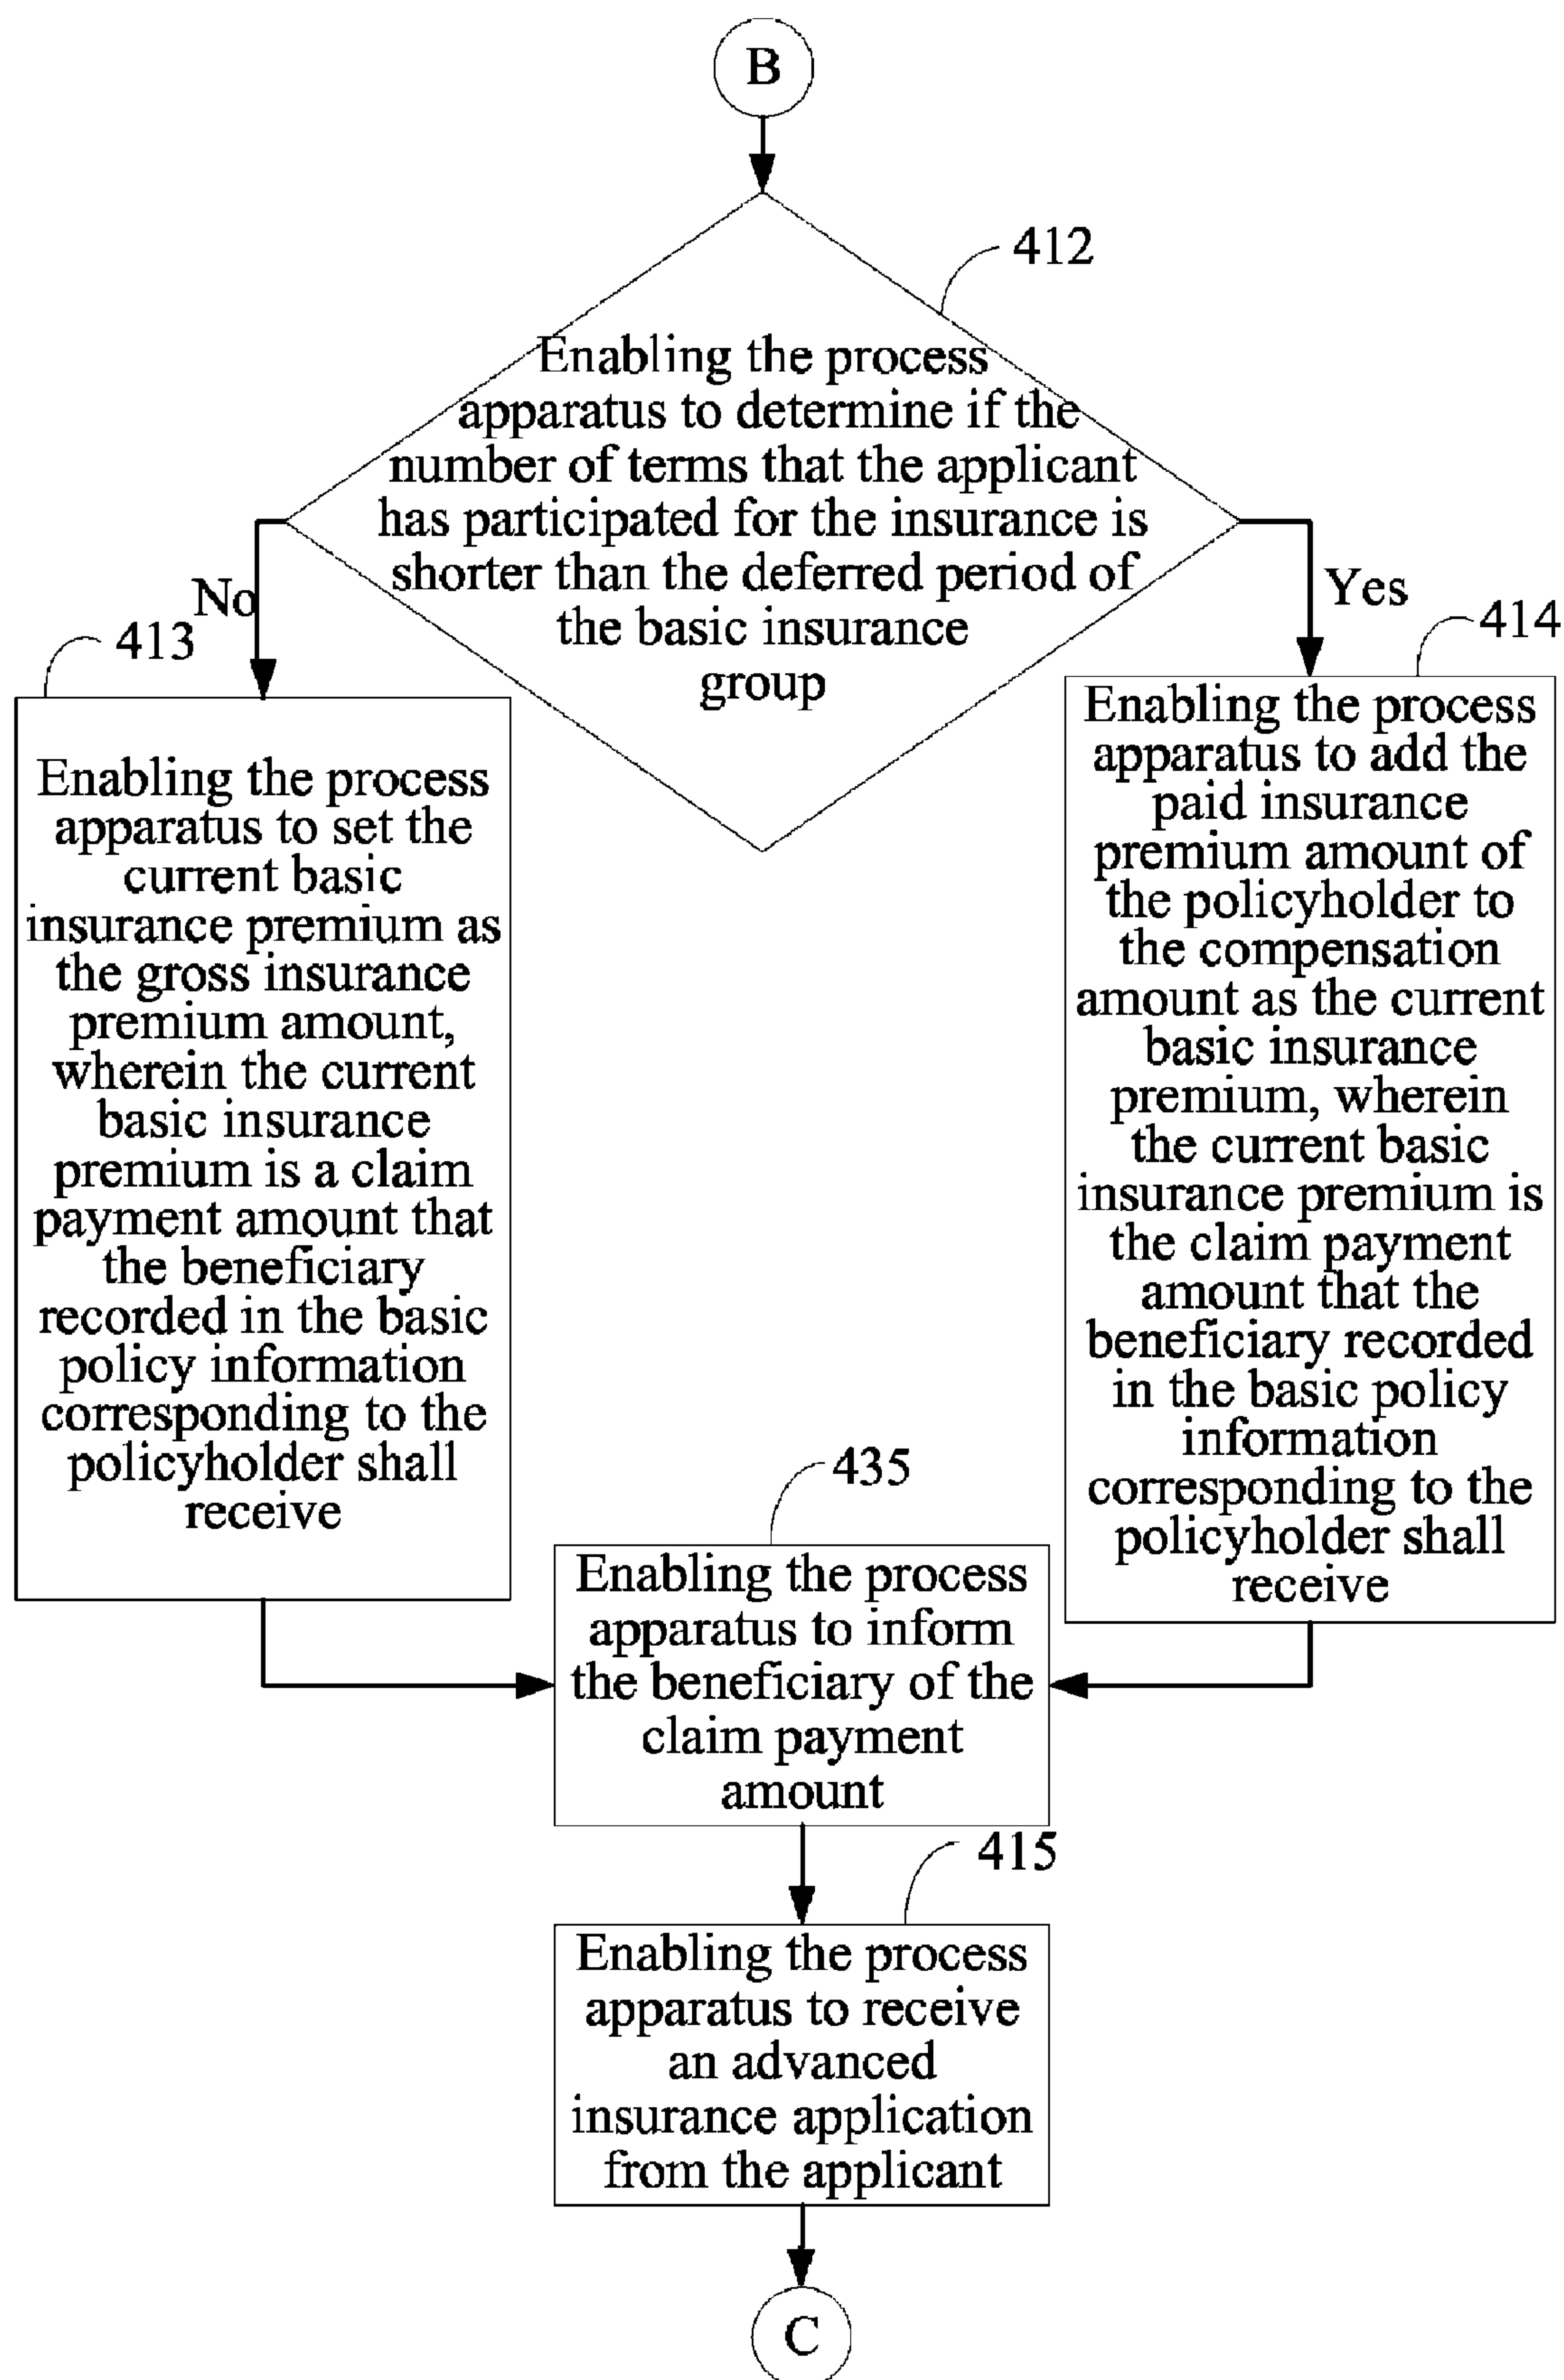 B
412
Enabling the process
apparatus to determine if the
number of terms that the applicant
has participated for the insurance is
shorter than the deferred period of
the basic insurance
group
No
Yes
413
Enabling the process
apparatus to set the
current basic
insurance premium as
the gross insurance
premium amount,
wherein the current
basic insurance
premium is a claim
payment amount that
the beneficiary
recorded in the basic
policy information
corresponding to the
policyholder shall
receive
414
Enabling the process
apparatus to add the
paid insurance
premium amount of
the policyholder to
the compensation
amount as the current
basic insurance
premium, wherein
the current basic
insurance premium is
the claim payment
amount that the
beneficiary recorded
in the basic policy
information
corresponding to the
policyholder shall
receive
435
Enabling the process
apparatus to inform
the beneficiary of the
claim payment
amount
415
Enabling the process
apparatus to receive
an advanced
insurance application
from the applicant
C